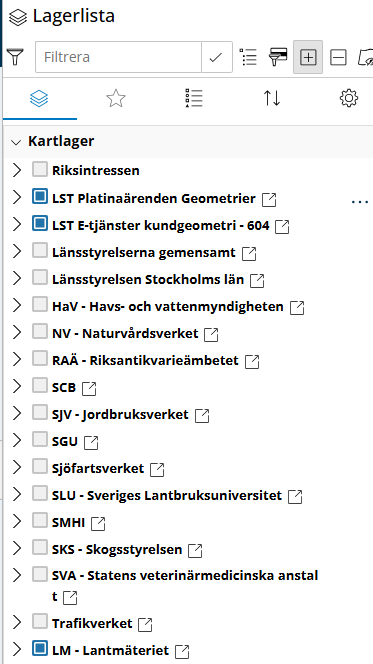 Lagerlista
Filtrera
Kartlager
Riksintressen
LST Platinaärenden Geometrier
LST E-tjänster kundgeometri - 604
Länsstyrelserna gemensamt
Länsstyrelsen Stockholms län
HaV - Havs- och vattenmyndigheten
NV - Naturvårdsverket
RAÄ - Riksantikvarieämbetet
SCB
SJV - Jordbruksverket
SGU
Sjöfartsverket
SLU - Sveriges Lantbruksuniversitet
SMHI
SKS - Skogsstyrelsen
SVA - Statens veterinärmedicinska anstal
t
Trafikverket
LM - Lantmäteriet